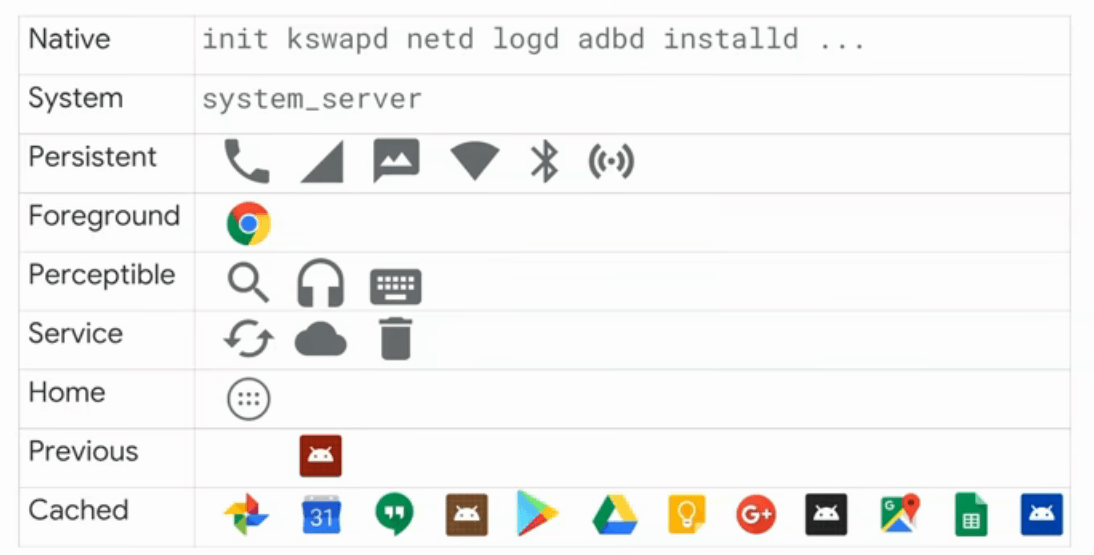 Native init kswapd netd logd adbd installd ...
System system_server
Persistent
Foreground
Perceptible
Service
Home
Previous
Cached 31 G+ G